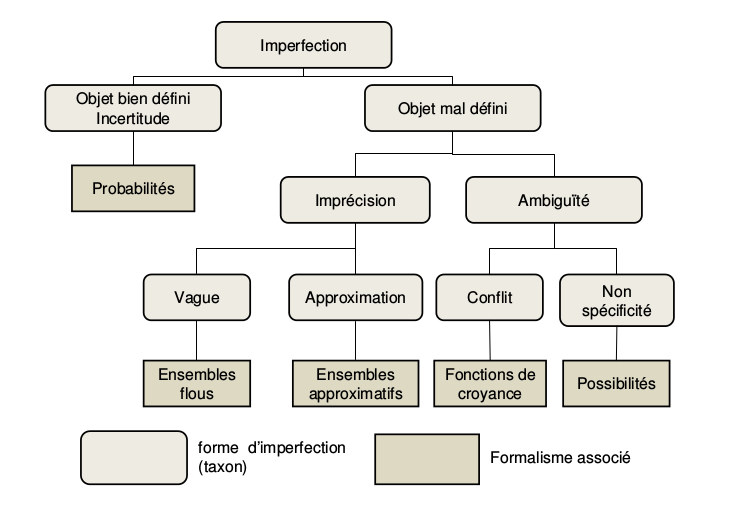 Imperfection
Objet bien défini
Incertitude
Objet mal défini
Probabilités
Imprécision
Ambiguïté
Vague
Approximation
Conflit
Non
spécificité
Ensembles
flous
Ensembles
approximatifs
Fonctions de
croyance
Possibilités
forme d'imperfection
(taxon)
Formalisme associé